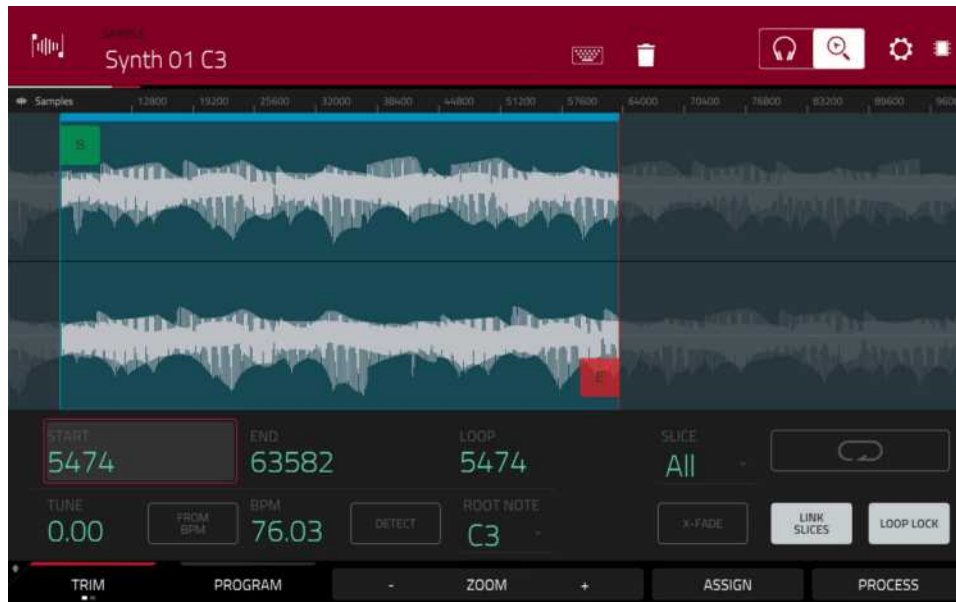 SAMPLE
Synth 01 C3
Samples 12800 19200 25600 32000 38400 44800 51200 57600 64000 70400 76800 83200 89600 960
S
E
START END LOOP SLICE
5474 63582 5474 All
TUNE FROM BPM BPM DETECT ROOT NOTE X-FADE LINK SLICES LOOP LOCK
0.00 76.03 C3
TRIM PROGRAM - ZOOM + ASSIGN PROCESS